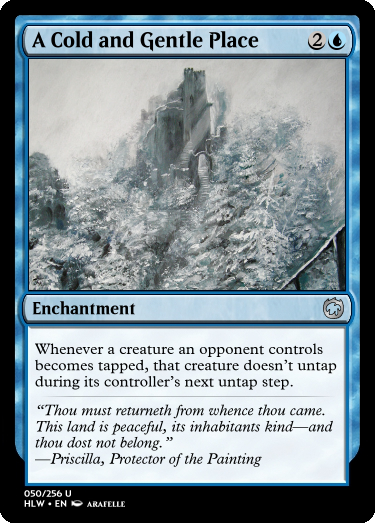 A Cold and Gentle Place 2
Enchantment
Whenever a creature an opponent controls
becomes tapped, that creature doesn't untap
during its controller's next untap step.
“Thou must returneth from whence thou came.
This land is peaceful, its inhabitants kind—and
thou dost not belong.”
—Priscilla, Protector of the Painting
050/256 U
HLW • EN ARAFELLE